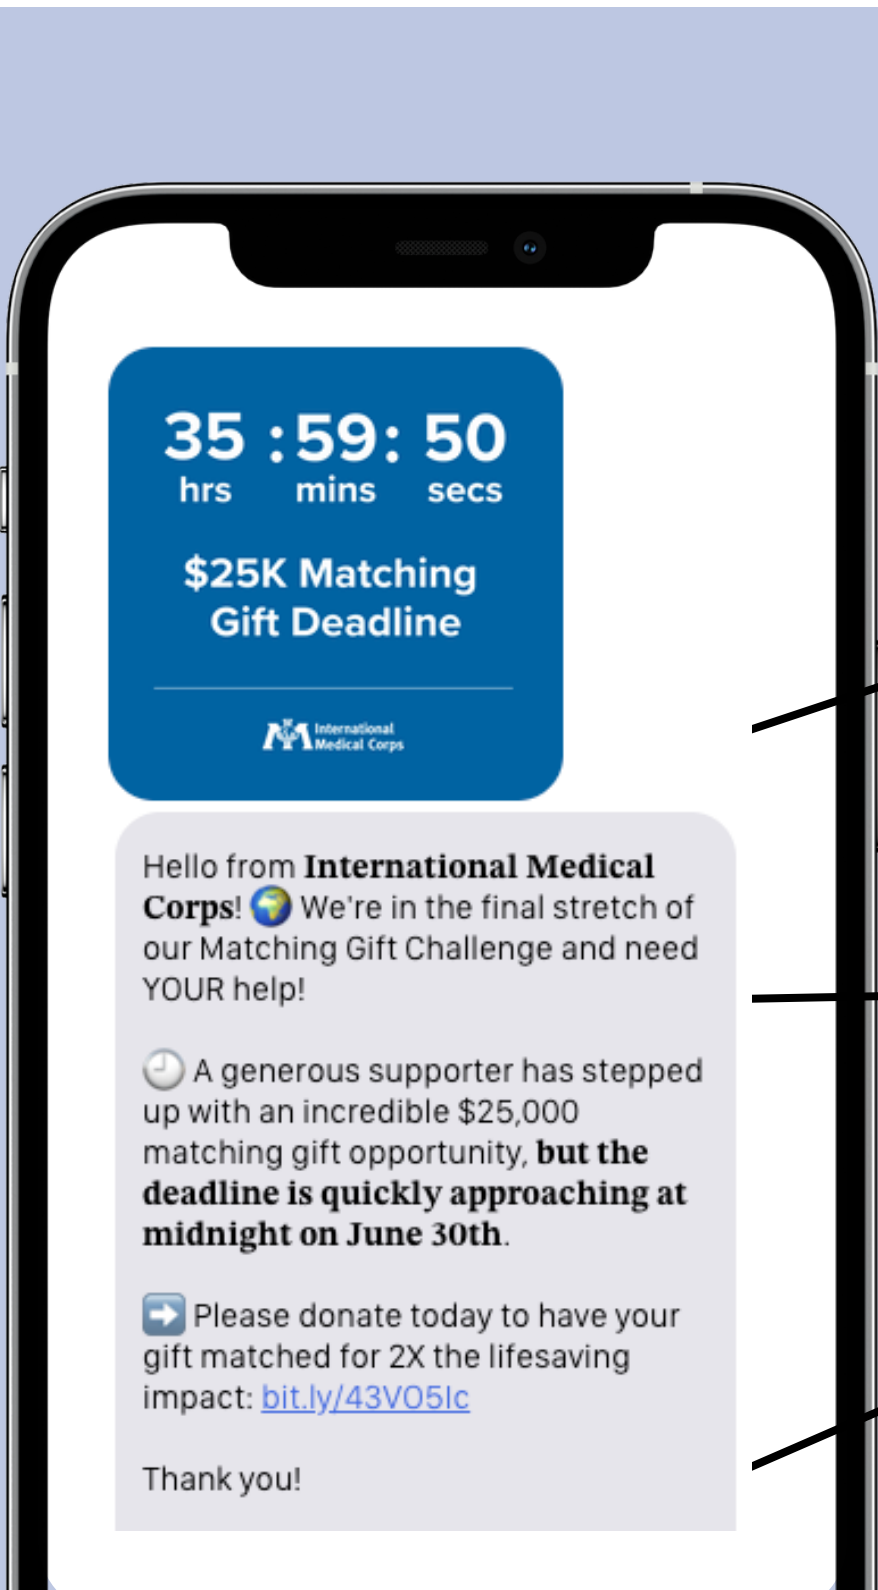 35 : 59 : 50
hrs mins secs
$25K Matching
Gift Deadline
International
Medical Corps
Hello from International Medical
Corps! 🌍 We're in the final stretch of
our Matching Gift Challenge and need
YOUR help!
🕘 A generous supporter has stepped
up with an incredible $25,000
matching gift opportunity, but the
deadline is quickly approaching at
midnight on June 30th.
➡️ Please donate today to have your
gift matched for 2X the lifesaving
impact: bit.ly/43VO5Ic
Thank you!